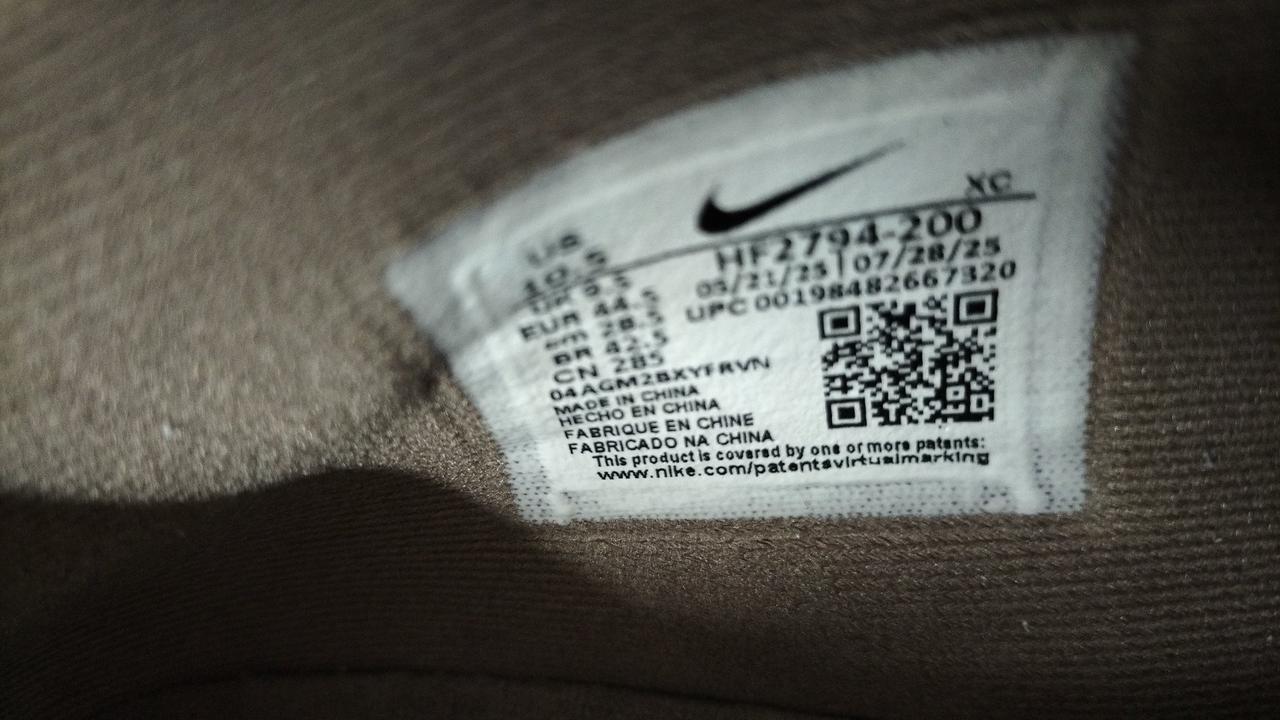 XC
US
10.5
UK 9.5
EUR 44.5
cm 28.5
BR 42.5
CN 285
HF2794-200
05/21/25 | 07/28/25
UPC 00198482667320
04AGM2BXYFRVN
MADE IN CHINA
HECHO EN CHINA
FABRIQUE EN CHINE
FABRICADO NA CHINA
This product is covered by one or more patents:
www.nike.com/patentsvirtualmarking